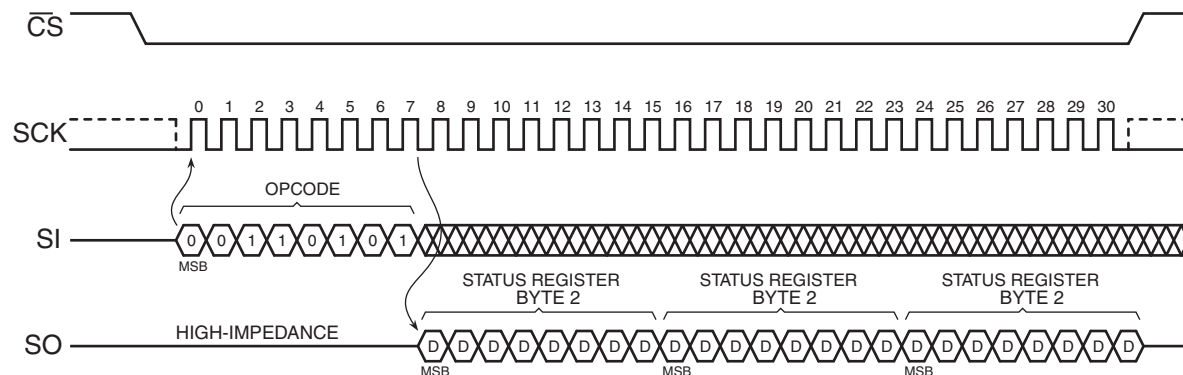 CS
SCK
0 1 2 3 4 5 6 7 8 9 10 11 12 13 14 15 16 17 18 19 20 21 22 23 24 25 26 27 28 29 30
OPCODE
SI
0 0 1 1 0 1 0 1
MSB
STATUS REGISTER BYTE 2
STATUS REGISTER BYTE 2
STATUS REGISTER BYTE 2
SO
HIGH-IMPEDANCE
D D D D D D D D D D D D D D D D D D D D D D D D
MSB MSB MSB